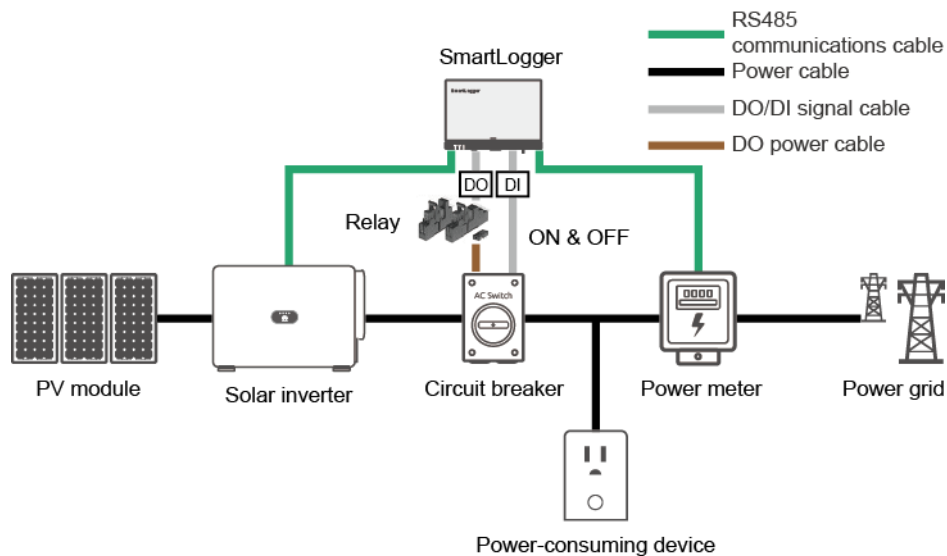 RS485
communications cable
SmartLogger
Power cable
SmartLogger
DO/DI signal cable
DO power cable
DO
DI
Relay
ON & OFF
AC Switch
PV module
Solar inverter
Circuit breaker
Power meter
Power grid
Power-consuming device